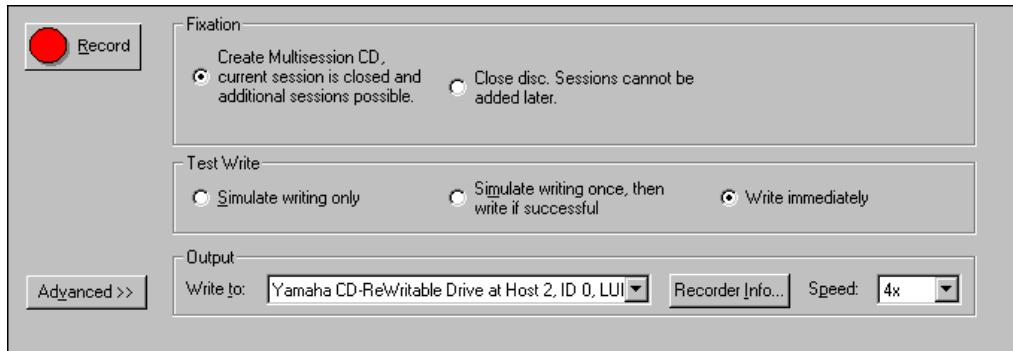 Record
Fixation
Create Multisession CD,
current session is closed and
additional sessions possible.
Close disc. Sessions cannot be
added later.
Test Write
Simulate writing only
Simulate writing once, then
write if successful
Write immediately
Advanced >>
Output
Write to:
Yamaha CD-ReWritable Drive at Host 2, ID 0, LUI
Recorder Info...
Speed:
4x